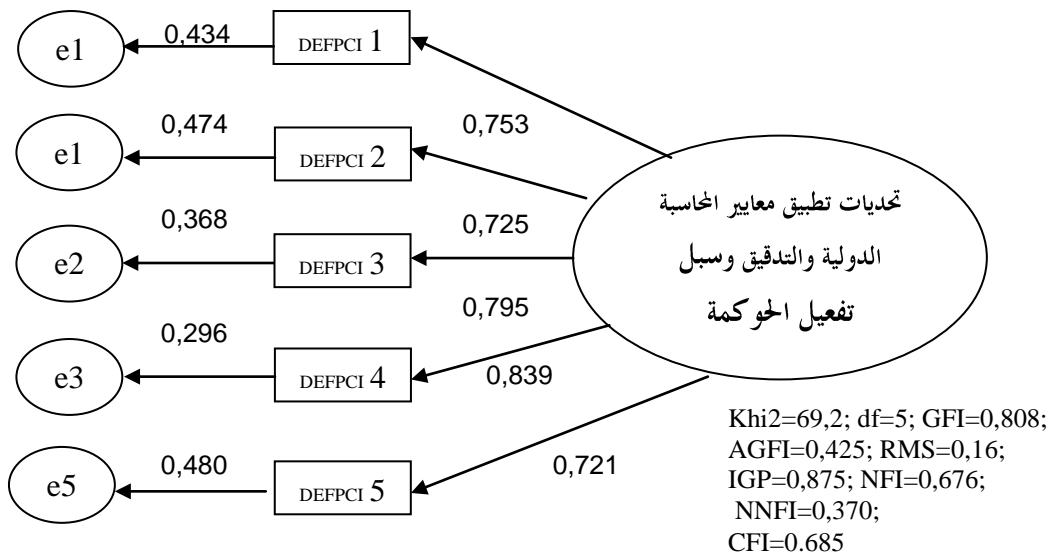 e1 0,434 DEFPCI 1
e1 0,474 DEFPCI 2 0,753
e2 0,368 DEFPCI 3 0,725
e3 0,296 DEFPCI 4 0,795
0,839
e5 0,480 DEFPCI 5 0,721
تحديات تطبيق معايير المحاسبة
الدولية والتدقيق وسبل
تفعيل الحوكمة
Khi2=69,2; df=5; GFI=0,808;
AGFI=0,425; RMS=0,16;
IGP=0,875; NFI=0,676;
NNFI=0,370;
CFI=0.685